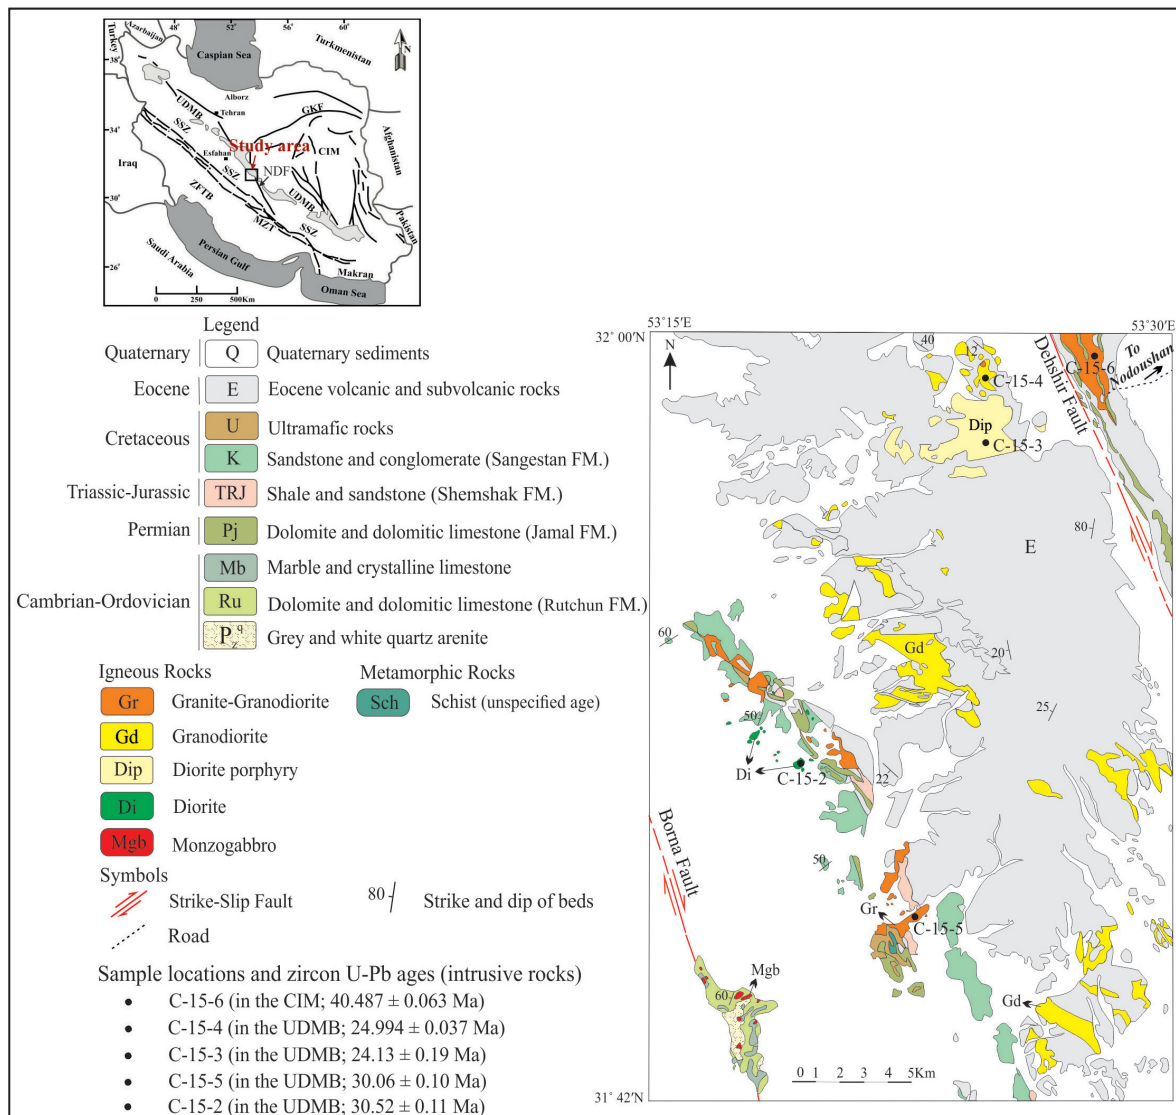 48°
52°
56°
60°
Azarbaijan
Turkey
Caspian Sea
Turkmenistan
N
38°
Alborz
Tehran
UDMB
GKF
34°
SSZ
Afghanistan
Esfahan
Study area
CIM
Iraq
SSZ
NDF
30°
ZFTB
UDMB
MZT
SSZ
Pakistan
Saudi Arabia
Persian Gulf
26°
Makran
Oman Sea
0 250 500Km
Legend
Quaternary Q Quaternary sediments
Eocene E Eocene volcanic and subvolcanic rocks
Cretaceous
U Ultramafic rocks
K Sandstone and conglomerate (Sangestan FM.)
Triassic-Jurassic TRJ Shale and sandstone (Shemshak FM.)
Permian Pj Dolomite and dolomitic limestone (Jamal FM.)
Mb Marble and crystalline limestone
Cambrian-Ordovician Ru Dolomite and dolomitic limestone (Rutchun FM.)
P z q Grey and white quartz arenite
Igneous Rocks
Gr Granite-Granodiorite
Gd Granodiorite
Dip Diorite porphyry
Di Diorite
Mgb Monzogabbro
Metamorphic Rocks
Sch Schist (unspecified age)
Symbols
Strike-Slip Fault
80 Strike and dip of beds
Road
Sample locations and zircon U-Pb ages (intrusive rocks)
• C-15-6 (in the CIM; 40.487 ± 0.063 Ma)
• C-15-4 (in the UDMB; 24.994 ± 0.037 Ma)
• C-15-3 (in the UDMB; 24.13 ± 0.19 Ma)
• C-15-5 (in the UDMB; 30.06 ± 0.10 Ma)
• C-15-2 (in the UDMB; 30.52 ± 0.11 Ma)
53°15'E
53°30'E
32°00'N
N
40
12
C-15-4
Dehshir Fault
C-15-6
To
Nodoushan
Dip
C-15-3
80
E
60
Gd
20
50
25
Di
C-15-2
22
Borna Fault
50
Gr
C-15-5
Mgb
60
Gd
0 1 2 3 4 5Km
31°42'N